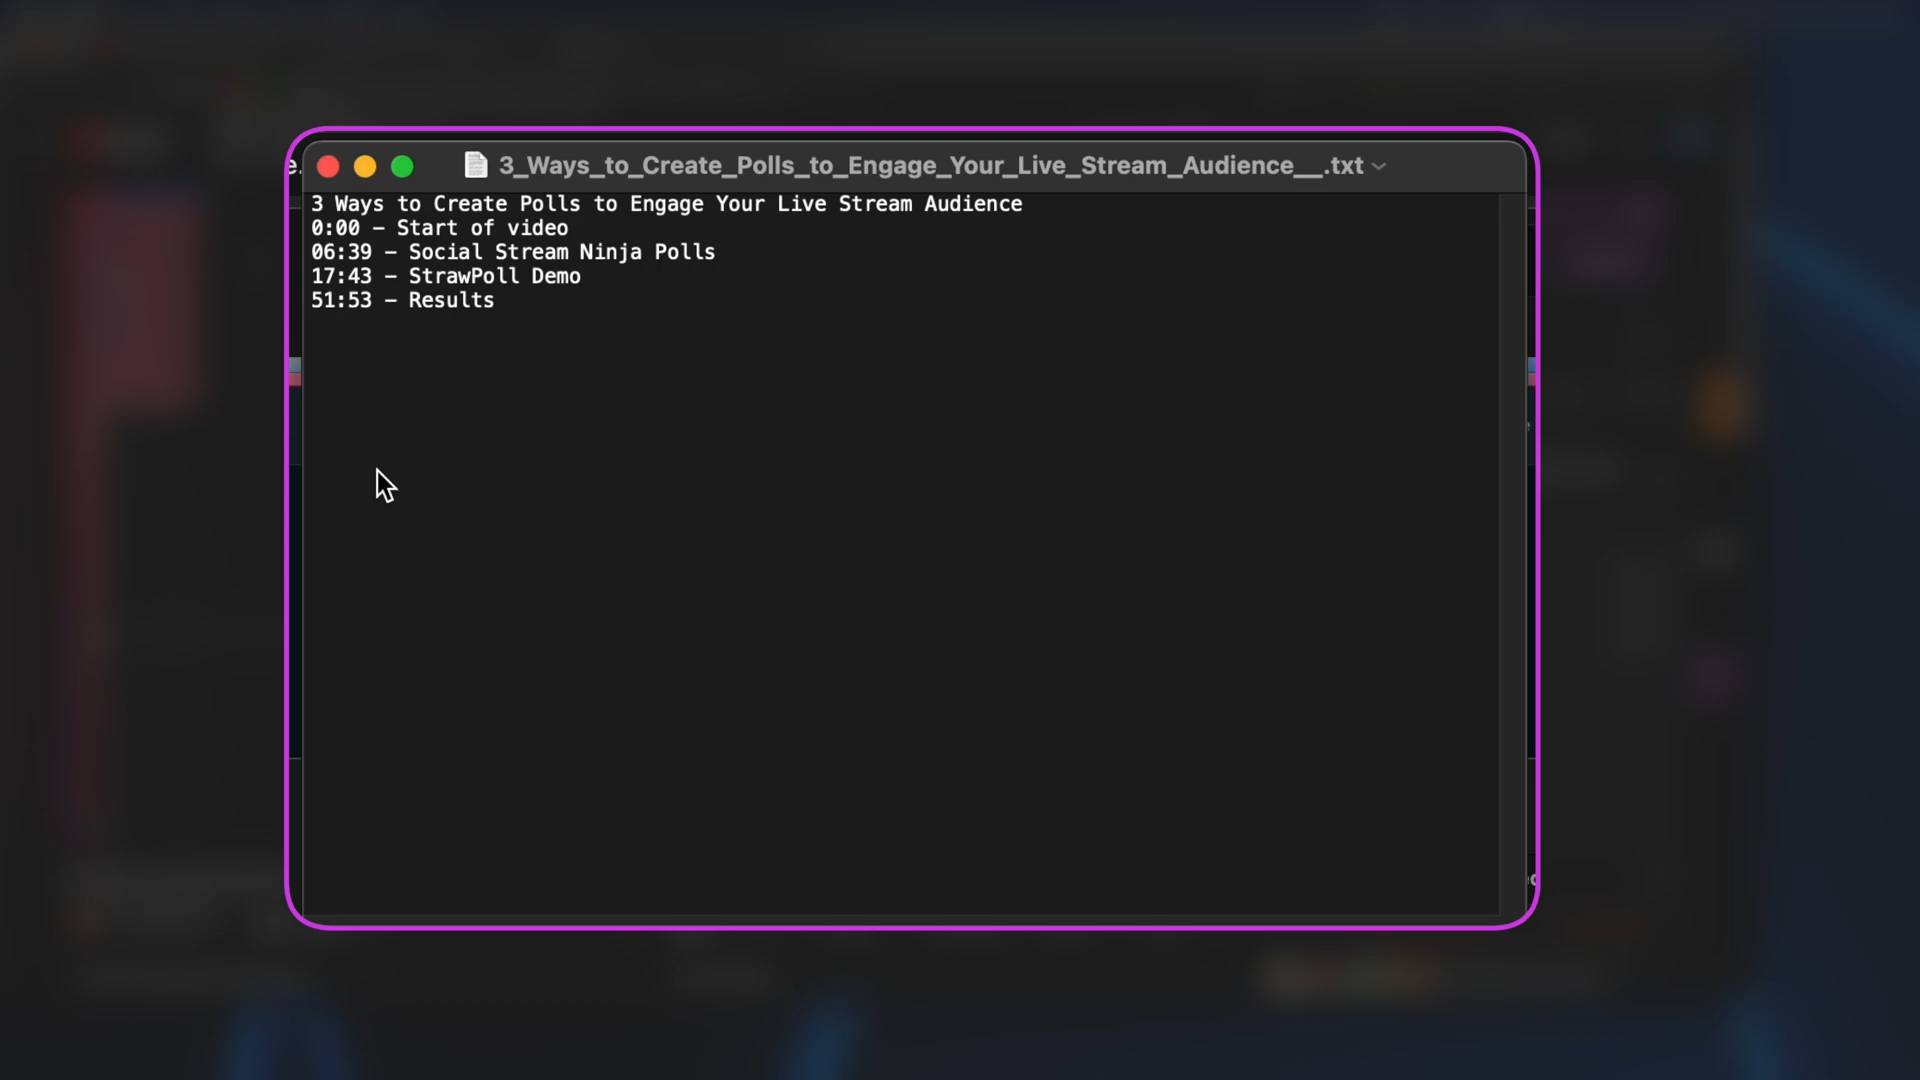 3_Ways_to_Create_Polls_to_Engage_Your_Live_Stream_Audience__.txt
3 Ways to Create Polls to Engage Your Live Stream Audience
0:00 – Start of video
06:39 – Social Stream Ninja Polls
17:43 – StrawPoll Demo
51:53 – Results